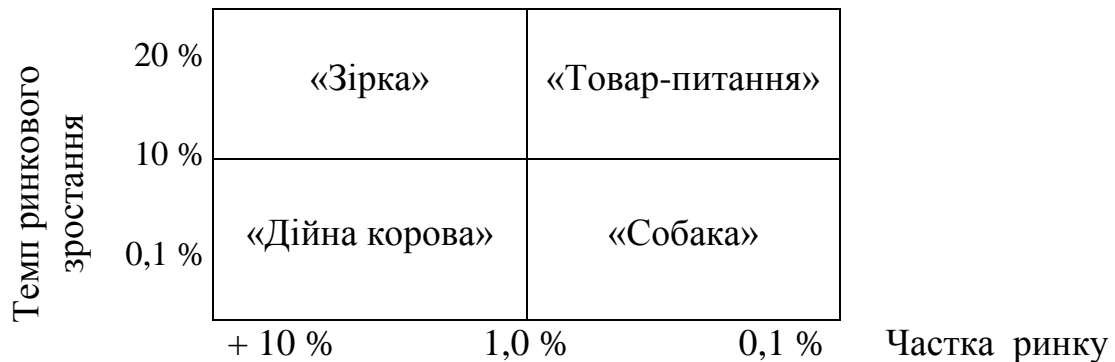 Темп ринкового
зростання
20 %
«Зірка» «Товар-питання»
10 %
«Дійна корова» «Собака»
0,1 %
+ 10 % 1,0 % 0,1 % Частка ринку